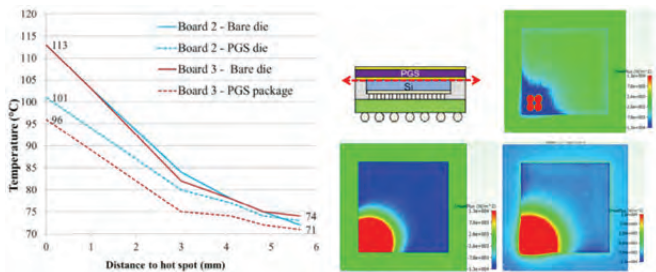 Board 2 - Bare die
Board 2 - PGS die
Board 3 - Bare die
Board 3 - PGS package
Temperature (°C)
120
115
113
110
105
101
100
96
95
90
85
80
75
70
74
71
0
1
2
3
4
5
6
Distance to hot spot (mm)
PGS
Si